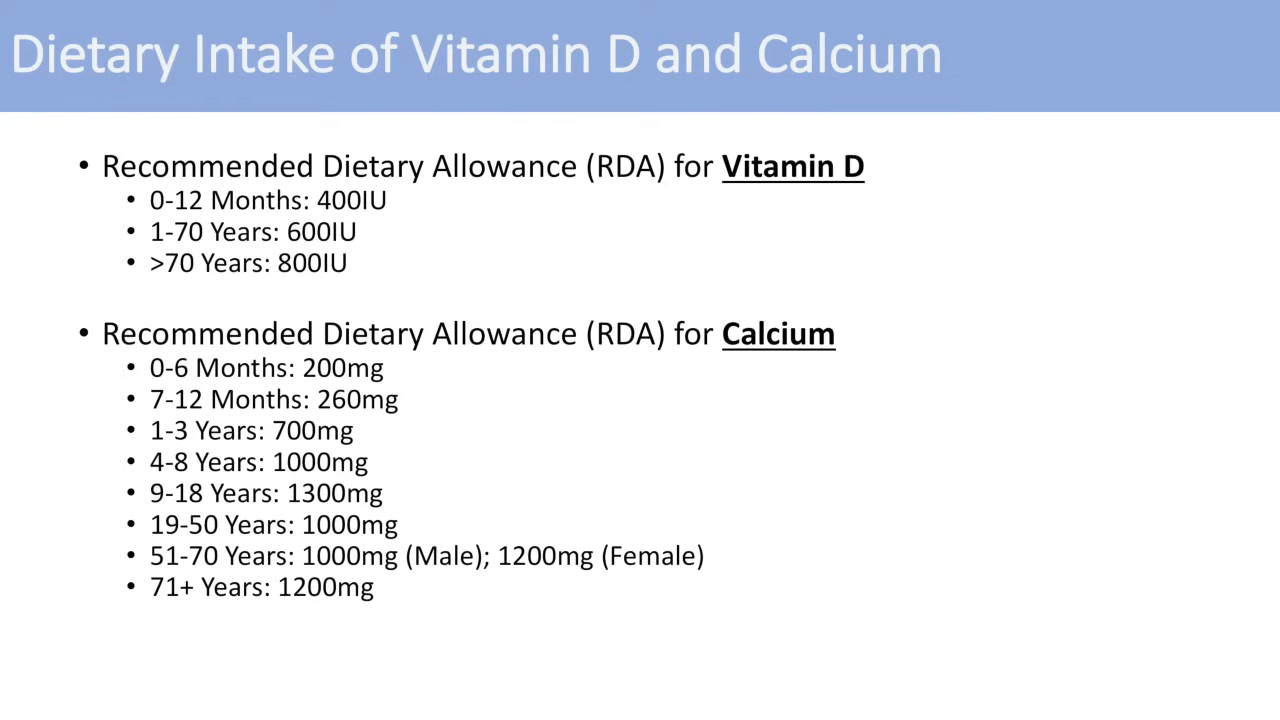 Dietary Intake of Vitamin D and Calcium
• Recommended Dietary Allowance (RDA) for Vitamin D
• 0-12 Months: 400IU
• 1-70 Years: 600IU
• >70 Years: 800IU
• Recommended Dietary Allowance (RDA) for Calcium
• 0-6 Months: 200mg
• 7-12 Months: 260mg
• 1-3 Years: 700mg
• 4-8 Years: 1000mg
• 9-18 Years: 1300mg
• 19-50 Years: 1000mg
• 51-70 Years: 1000mg (Male); 1200mg (Female)
• 71+ Years: 1200mg